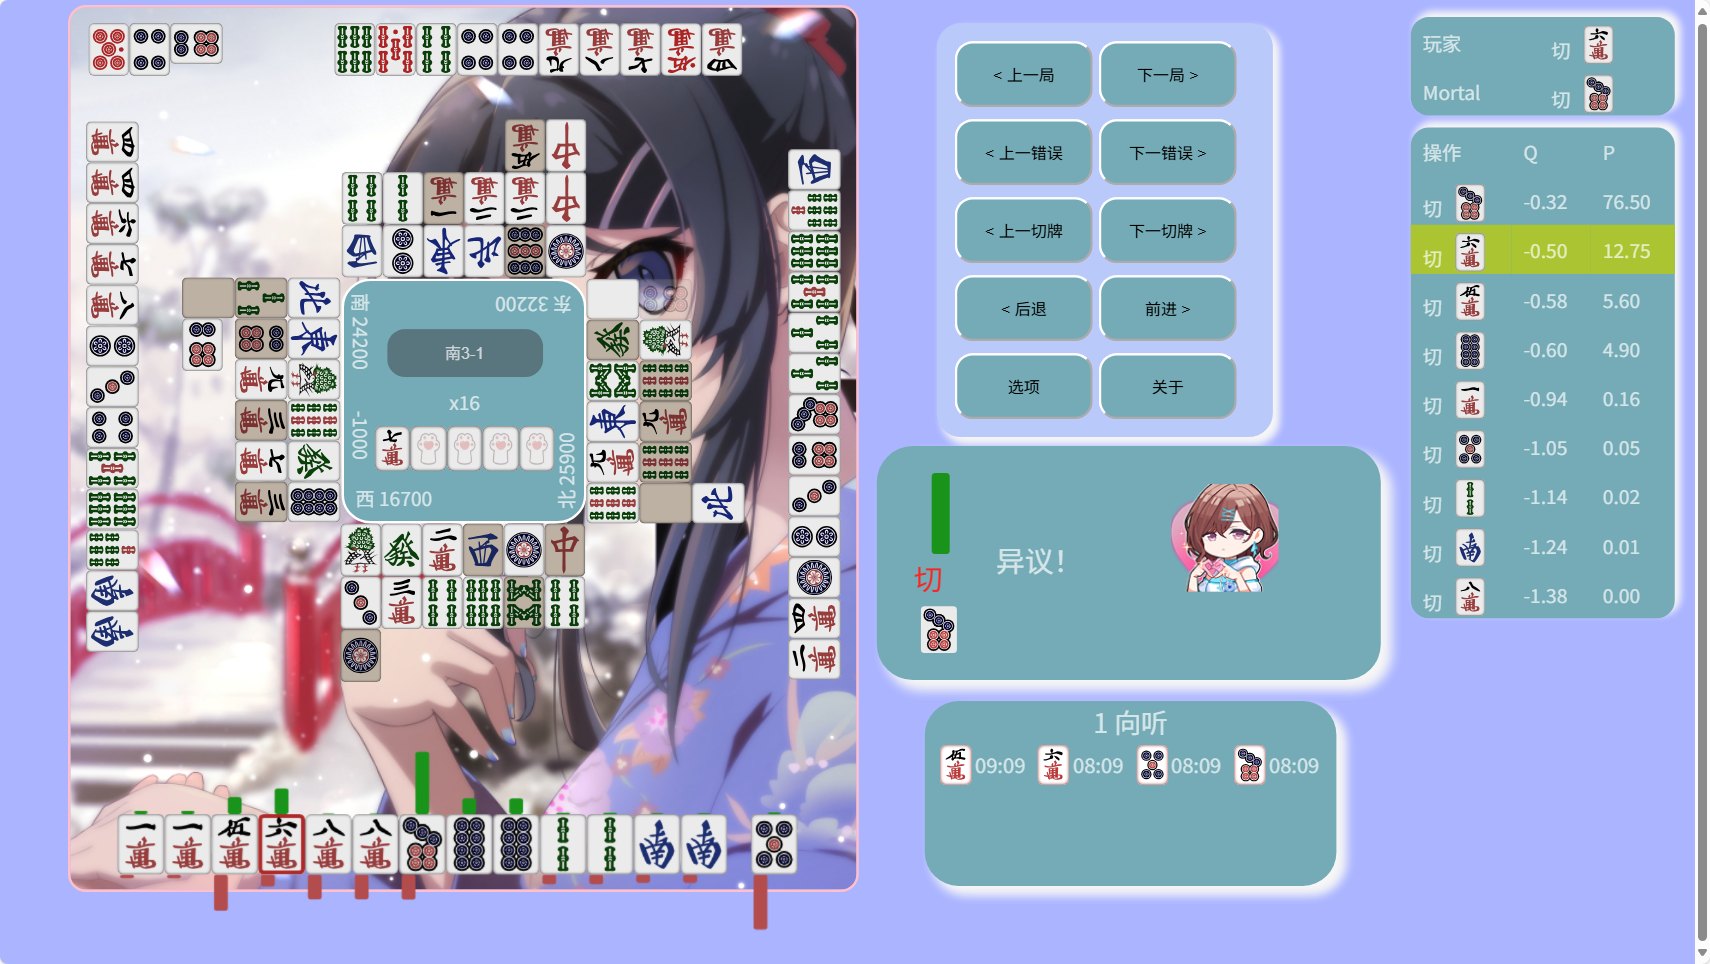 南 24200
东 32200
南3-1
x16
-1000
西 16700
北 25900
< 上一局
下一局 >
< 上一错误
下一错误 >
< 上一切牌
下一切牌 >
< 后退
前进 >
选项
关于
切
异议!
1 向听
09:09
08:09
08:09
08:09
玩家 切
Mortal 切
操作 Q P
切 -0.32 76.50
切 -0.50 12.75
切 -0.58 5.60
切 -0.60 4.90
切 -0.94 0.16
切 -1.05 0.05
切 -1.14 0.02
切 -1.24 0.01
切 -1.38 0.00